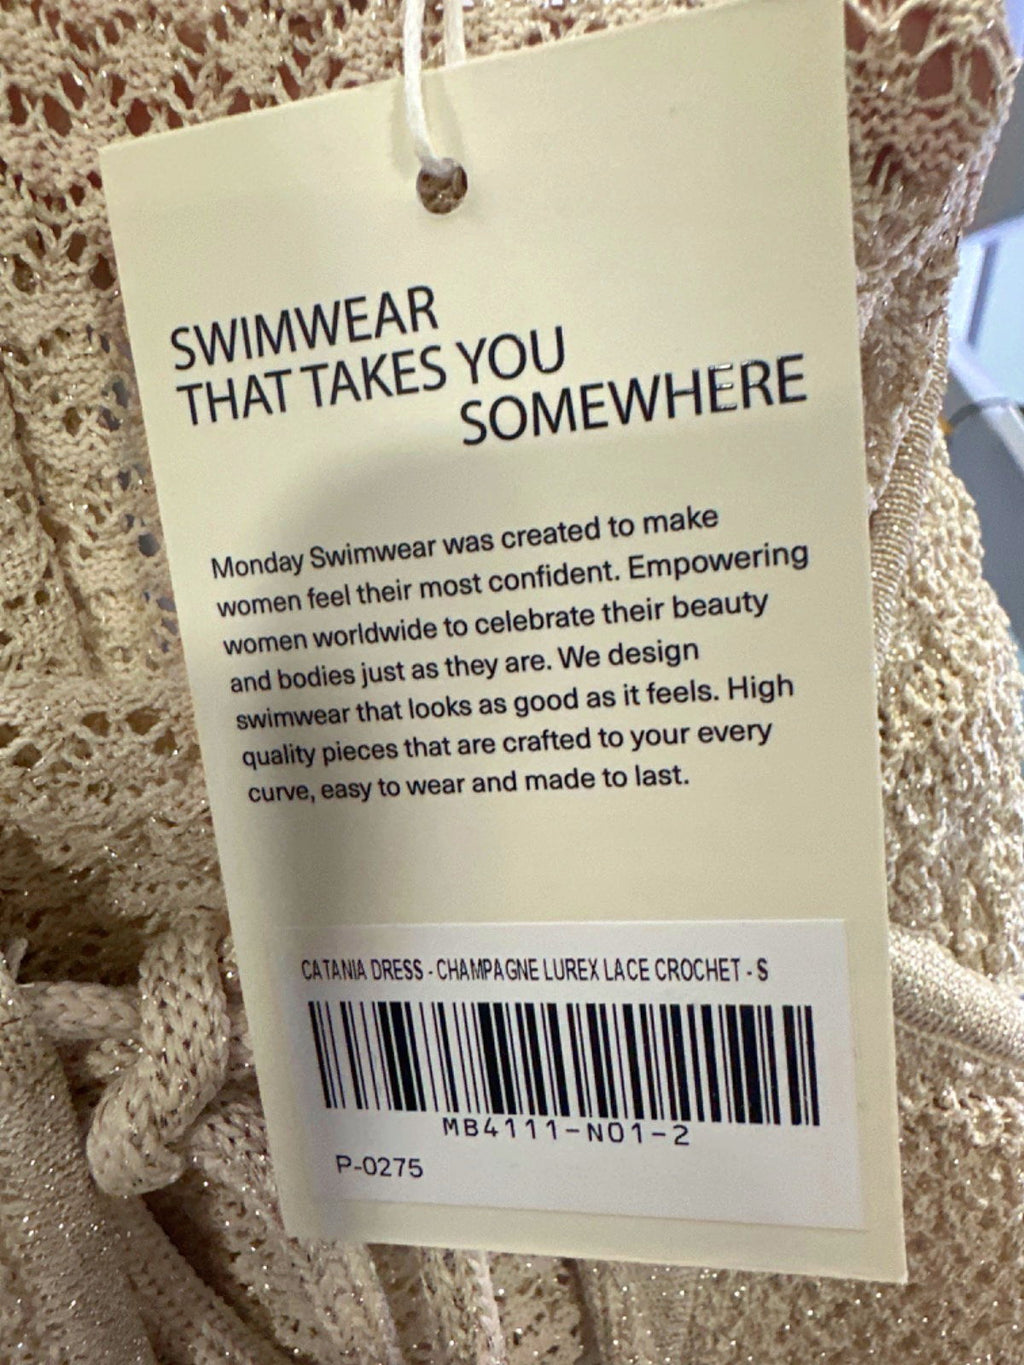 SWIMWEAR
THAT TAKES YOU
SOMEWHERE
Monday Swimwear was created to make
women feel their most confident. Empowering
women worldwide to celebrate their beauty
and bodies just as they are. We design
swimwear that looks as good as it feels. High
quality pieces that are crafted to your every
curve, easy to wear and made to last.
CATANIA DRESS - CHAMPAGNE LUREX LACE CROCHET - S
MB4111-N01-2
P-0275